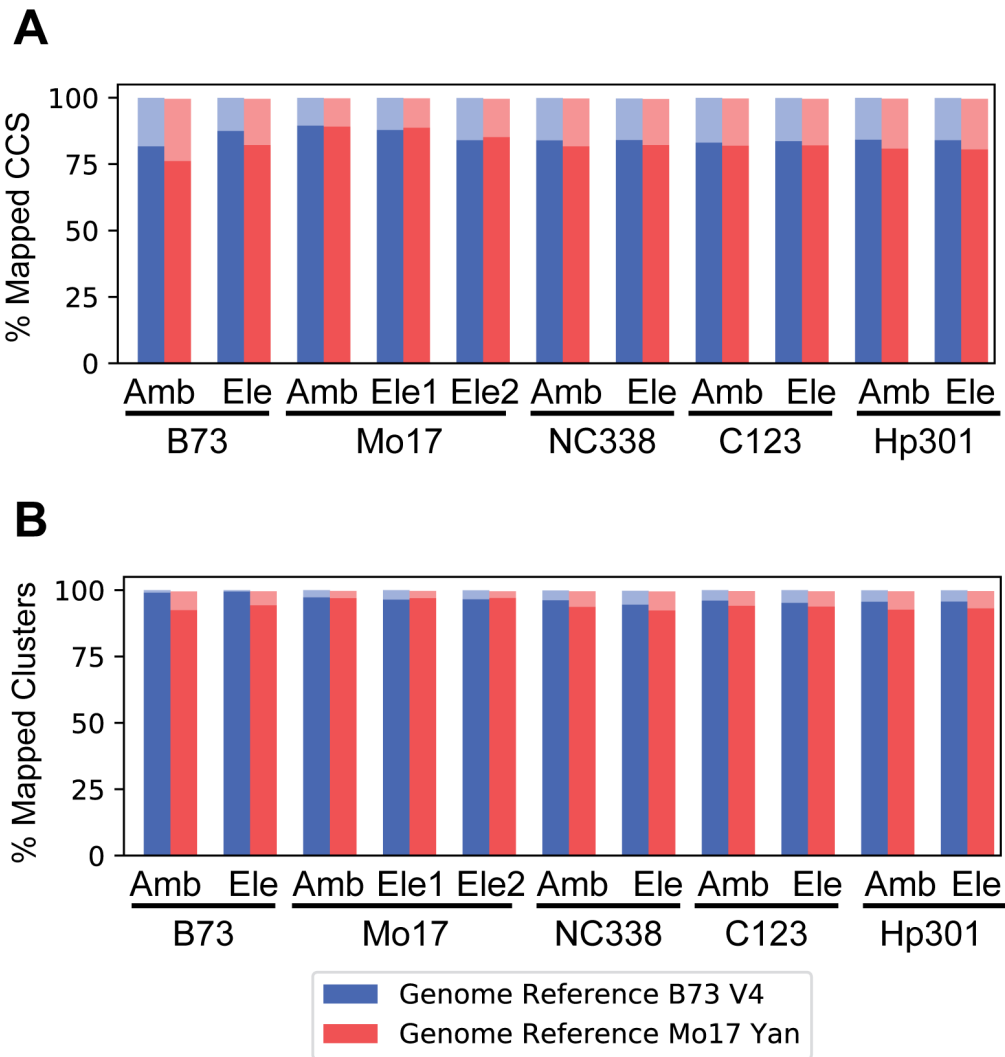 A
% Mapped CCS
100
75
50
25
0
Amb Ele Amb Ele1 Ele2 Amb Ele Amb Ele Amb Ele
B73 Mo17 NC338 C123 Hp301
B
% Mapped Clusters
100
75
50
25
0
Amb Ele Amb Ele1 Ele2 Amb Ele Amb Ele Amb Ele
B73 Mo17 NC338 C123 Hp301
Genome Reference B73 V4
Genome Reference Mo17 Yan